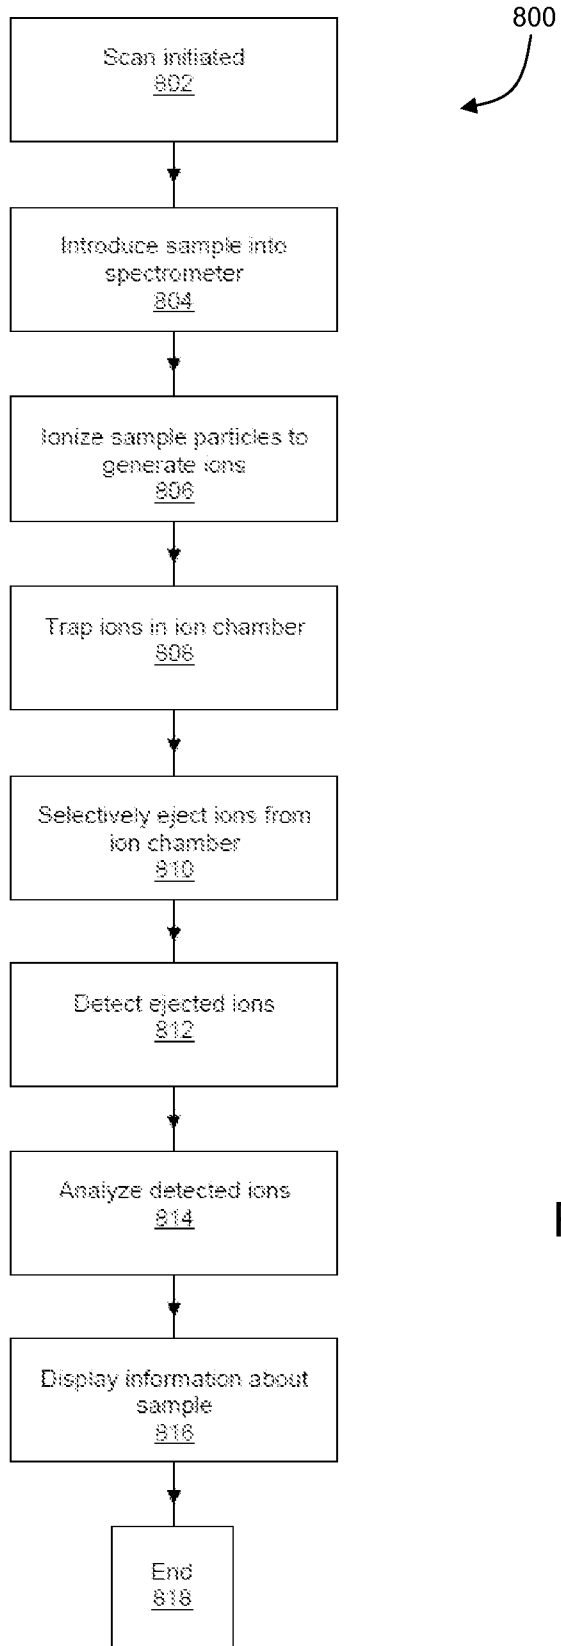 800
Scan initiated
802
Introduce sample into
spectrometer
804
Ionize sample particles to
generate ions
806
Trap ions in ion chamber
808
Selectively eject ions from
ion chamber
810
Detect ejected ions
812
Analyze detected ions
814
Display information about
sample
816
End
818